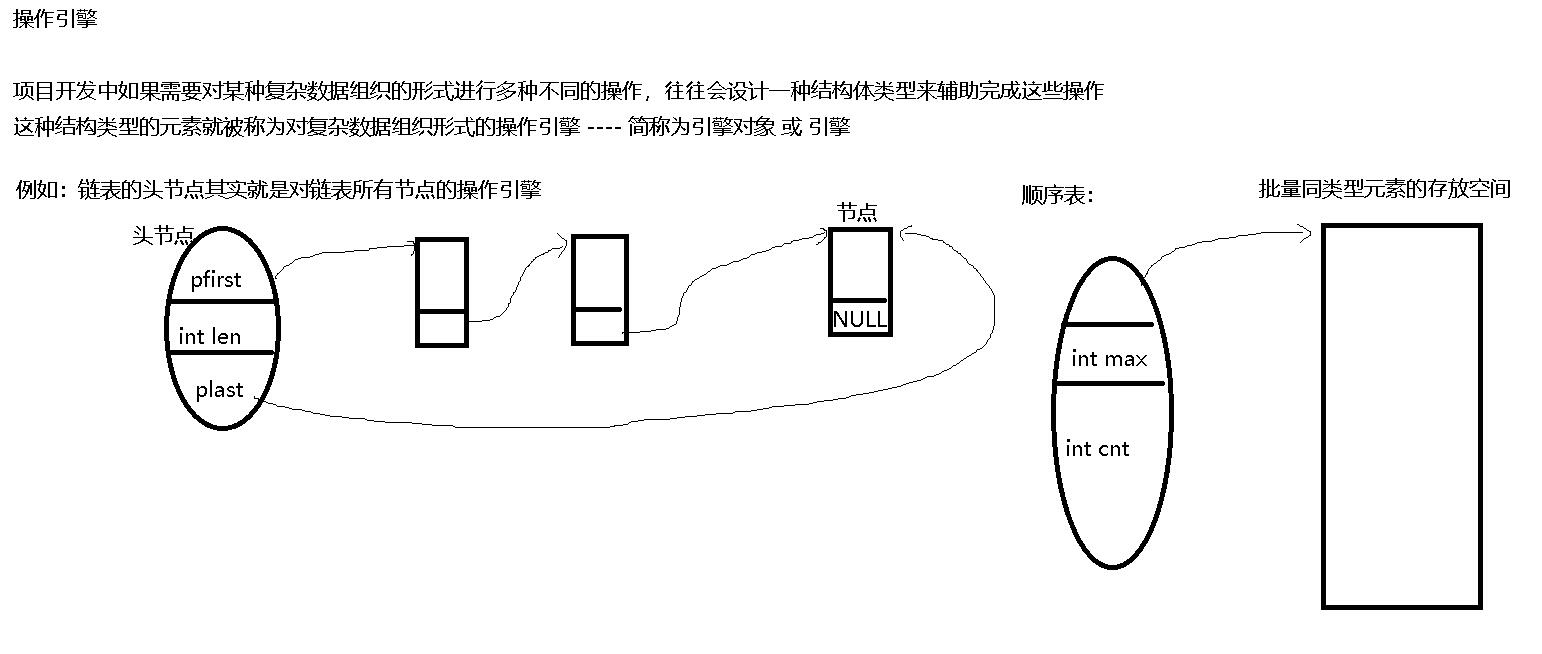 操作引擎
项目开发中如果需要对某种复杂数据组织的形式进行多种不同的操作，往往会设计一种结构体类型来辅助完成这些操作
这种结构类型的元素就被称为对复杂数据组织形式的操作引擎 ---- 简称为引擎对象 或 引擎
例如：链表的头节点其实就是对链表所有节点的操作引擎
头节点
pfirst
int len
plast
节点
NULL
顺序表：
int max
int cnt
批量同类型元素的存放空间